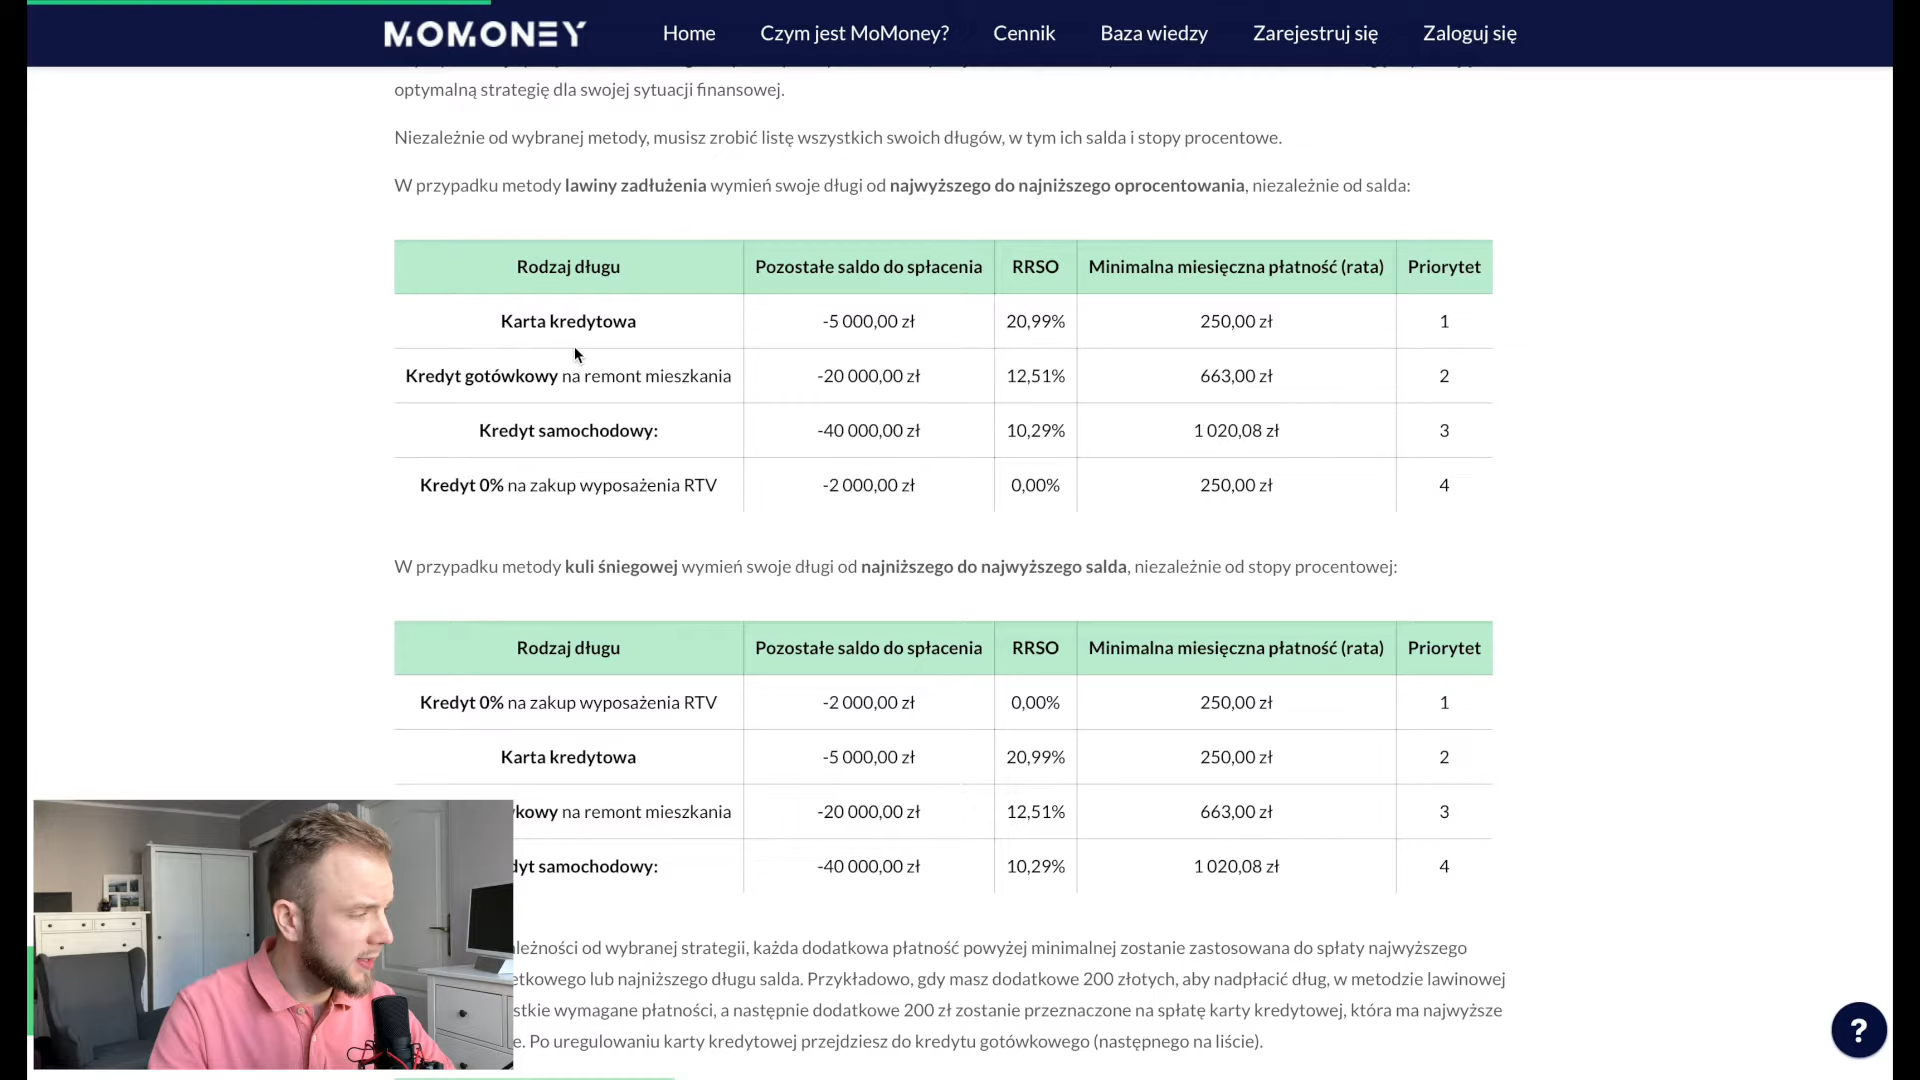 MOMONEY Home Czym jest MoMoney? Cennik Baza wiedzy Zarejestruj się Zaloguj się
optymalną strategię dla swojej sytuacji finansowej.
Niezależnie od wybranej metody, musisz zrobić listę wszystkich swoich długów, w tym ich salda i stopy procentowe.
W przypadku metody lawiny zadłużenia wymień swoje długi od najwyższego do najniższego oprocentowania, niezależnie od salda:
Rodzaj długu Pozostałe saldo do spłacenia RRSO Minimalna miesięczna płatność (rata) Priorytet
Karta kredytowa -5 000,00 zł 20,99% 250,00 zł 1
Kredyt gotówkowy na remont mieszkania -20 000,00 zł 12,51% 663,00 zł 2
Kredyt samochodowy: -40 000,00 zł 10,29% 1 020,08 zł 3
Kredyt 0% na zakup wyposażenia RTV -2 000,00 zł 0,00% 250,00 zł 4
W przypadku metody kuli śniegowej wymień swoje długi od najniższego do najwyższego salda, niezależnie od stopy procentowej:
Rodzaj długu Pozostałe saldo do spłacenia RRSO Minimalna miesięczna płatność (rata) Priorytet
Kredyt 0% na zakup wyposażenia RTV -2 000,00 zł 0,00% 250,00 zł 1
Karta kredytowa -5 000,00 zł 20,99% 250,00 zł 2
kowy na remont mieszkania -20 000,00 zł 12,51% 663,00 zł 3
dyt samochodowy: -40 000,00 zł 10,29% 1 020,08 zł 4
leżności od wybranej strategii, każda dodatkowa płatność powyżej minimalnej zostanie zastosowana do spłaty najwyższego
etkowego lub najniższego długu salda. Przykładowo, gdy masz dodatkowe 200 złotych, aby nadpłacić dług, w metodzie lawinowej
stkie wymagane płatności, a następnie dodatkowe 200 zł zostanie przeznaczone na spłatę karty kredytowej, która ma najwyższe
e. Po uregulowaniu karty kredytowej przejdziesz do kredytu gotówkowego (następnego na liście).
?